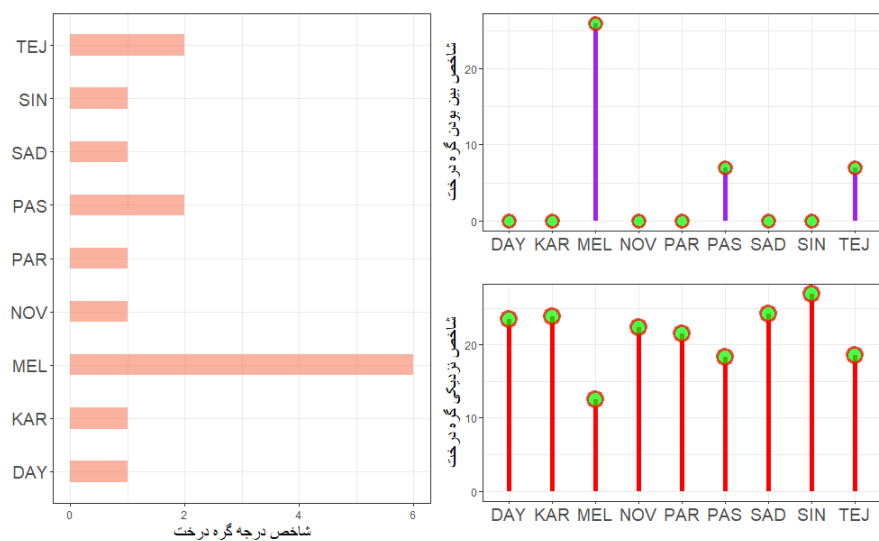 TEJ
SIN
SAD
PAS
PAR
NOV
MEL
KAR
DAY
0 2 4 6
شاخص درجه گره درخت
شاخص بین بودن گره درخت
20
10
0
DAY KAR MEL NOV PAR PAS SAD SIN TEJ
شاخص نزدیکی گره درخت
20
10
0
DAY KAR MEL NOV PAR PAS SAD SIN TEJ